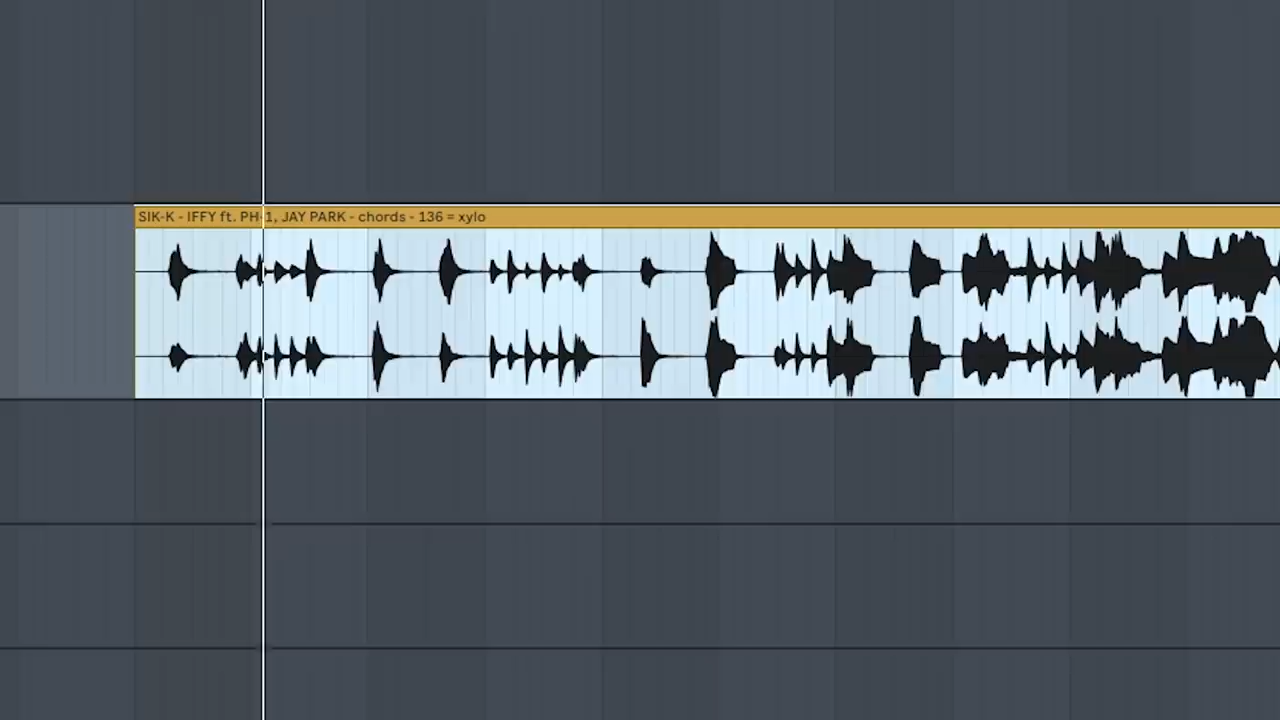 SIK-K - IFFY ft. PH-1, JAY PARK - chords - 136 = xylo